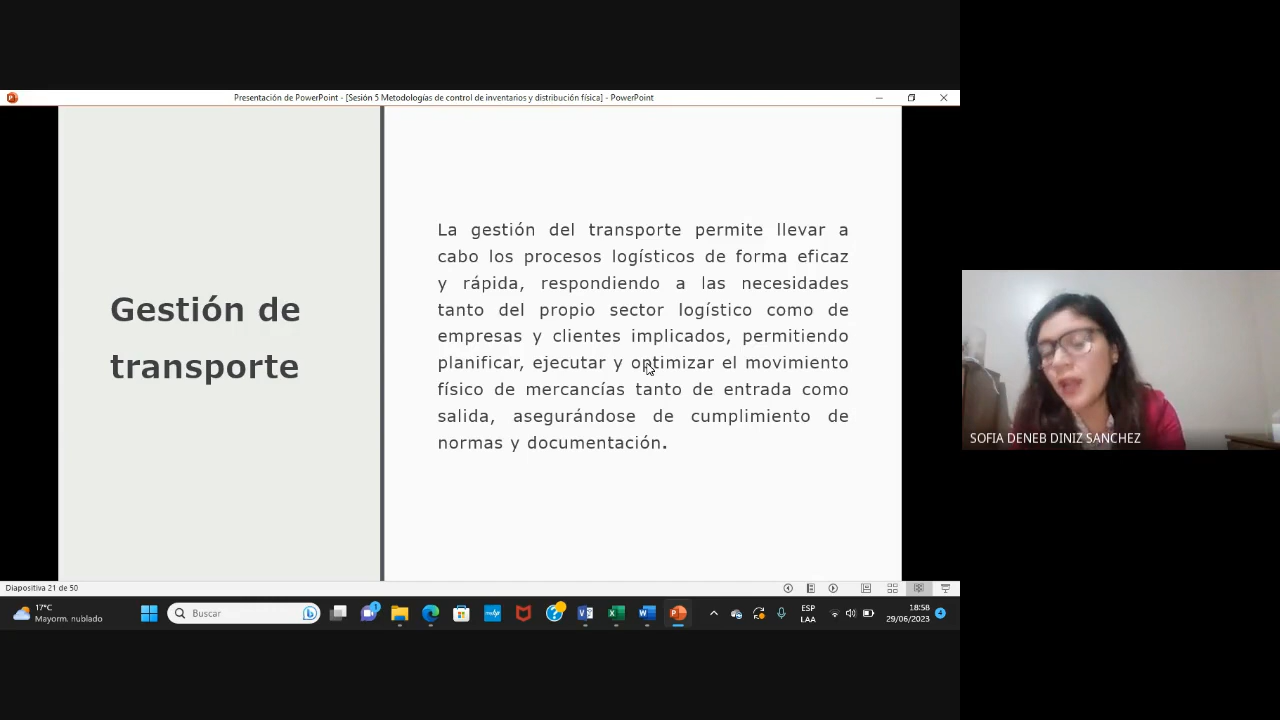 Presentación de PowerPoint - [Sesión 5 Metodologías de control de inventarios y distribución física] - PowerPoint
Gestión de
transporte
La gestión del transporte permite llevar a
cabo los procesos logísticos de forma eficaz
y rápida, respondiendo a las necesidades
tanto del propio sector logístico como de
empresas y clientes implicados, permitiendo
planificar, ejecutar y optimizar el movimiento
físico de mercancías tanto de entrada como
salida, asegurándose de cumplimiento de
normas y documentación.
SOFIA DENEB DINIZ SANCHEZ
Diapositiva 21 de 50
17°C
Mayorm. nublado
Buscar
1
ESP
LAA
18:58
29/06/2023
4